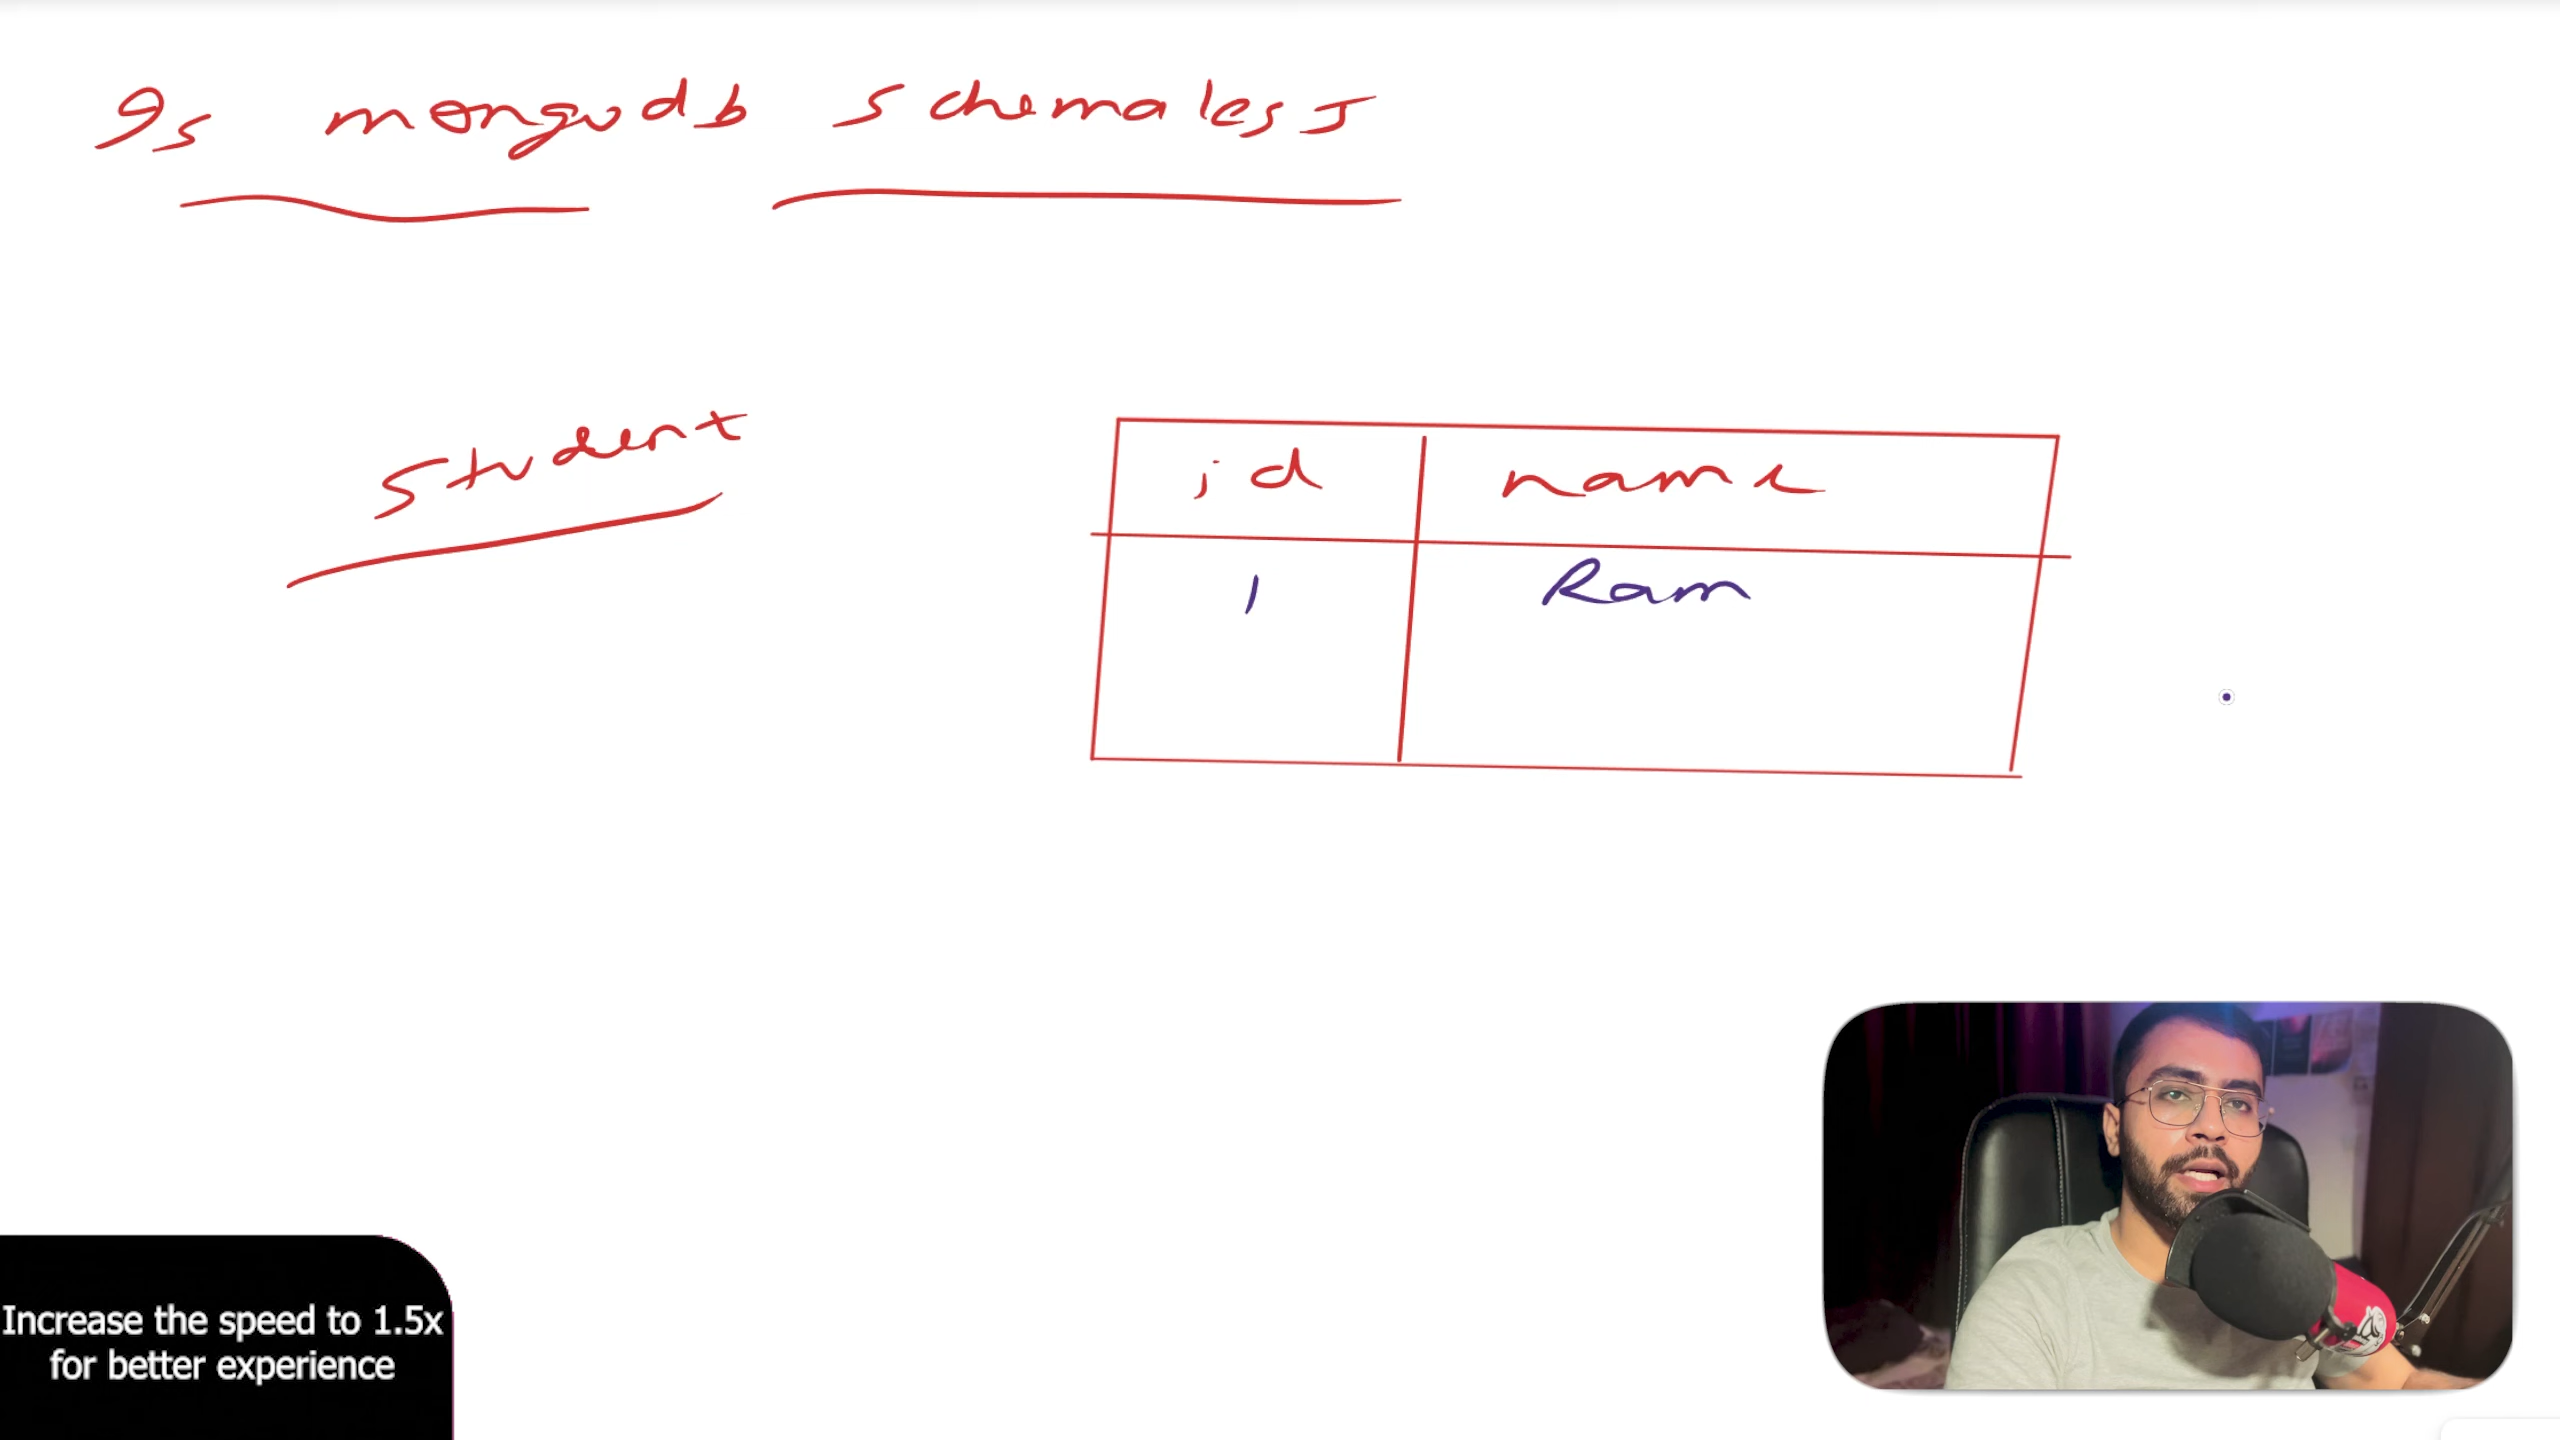 Is mongodb schemaless
Student
id name
1 Ram
Increase the speed to 1.5x
for better experience